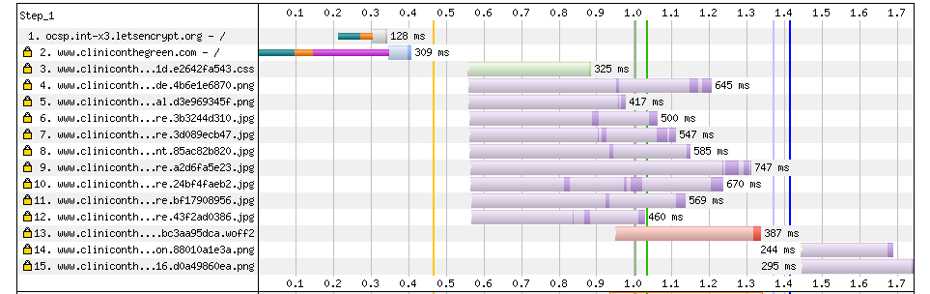 Step_1 0.1 0.2 0.3 0.4 0.5 0.6 0.7 0.8 0.9 1.0 1.1 1.2 1.3 1.4 1.5 1.6 1.7
1. ocsp.int-x3.letsencrypt.org - / 128 ms
2. www.cliniconthegreen.com - / 309 ms
3. www.cliniconth...1d.e2642fa543.css 325 ms
4. www.cliniconth...de.4b6e1e6870.png 645 ms
5. www.cliniconth...al.d3e969345f.png 417 ms
6. www.cliniconth...re.3b3244d310.jpg 500 ms
7. www.cliniconth...re.3d089ecb47.jpg 547 ms
8. www.cliniconth...nt.85ac82b820.jpg 585 ms
9. www.cliniconth...re.a2d6fa5e23.jpg 747 ms
10. www.cliniconth...re.24bf4faeb2.jpg 670 ms
11. www.cliniconth...re.bf17908956.jpg 569 ms
12. www.cliniconth...re.43f2ad0386.jpg 460 ms
13. www.cliniconth....bc3aa95dca.woff2 387 ms
14. www.cliniconth...on.88010a1e3a.png 244 ms
15. www.cliniconth...16.d0a49860ea.png 295 ms
0.1 0.2 0.3 0.4 0.5 0.6 0.7 0.8 0.9 1.0 1.1 1.2 1.3 1.4 1.5 1.6 1.7